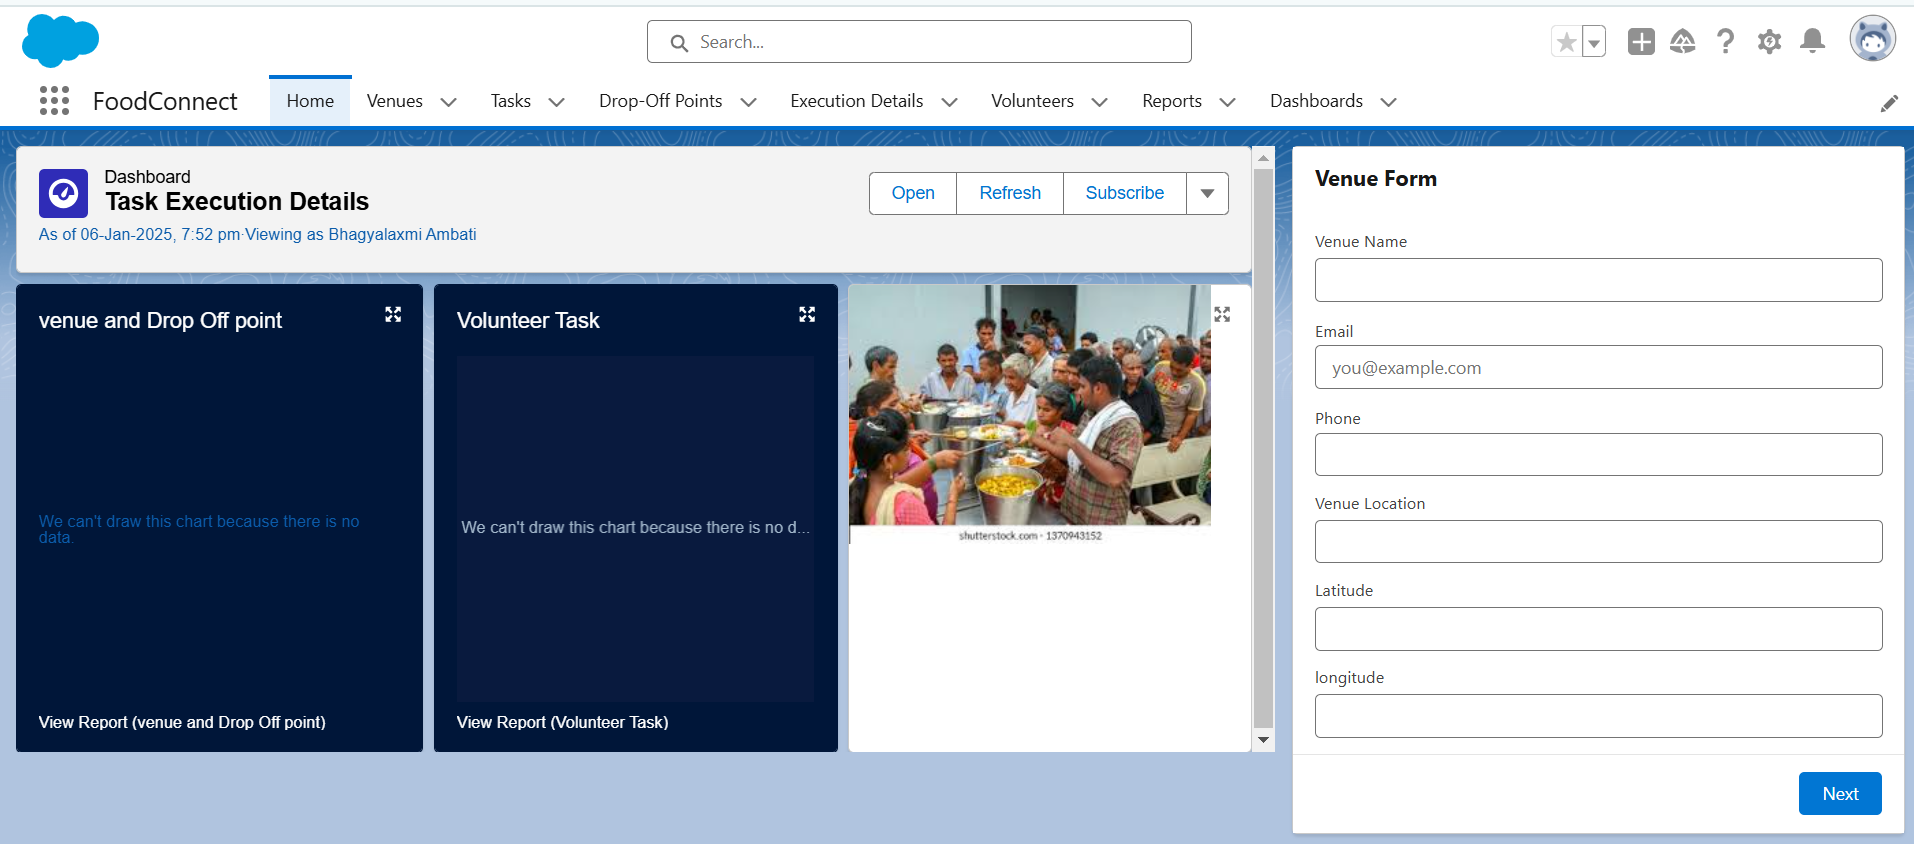 Search...
FoodConnect
Home
Venues
Tasks
Drop-Off Points
Execution Details
Volunteers
Reports
Dashboards
Dashboard
Task Execution Details
As of 06-Jan-2025, 7:52 pm·Viewing as Bhagyalaxmi Ambati
Open
Refresh
Subscribe
venue and Drop Off point
We can't draw this chart because there is no
data.
View Report (venue and Drop Off point)
Volunteer Task
We can't draw this chart because there is no d...
View Report (Volunteer Task)
shutterstock.com · 1370943152
Venue Form
Venue Name
Email
you@example.com
Phone
Venue Location
Latitude
longitude
Next